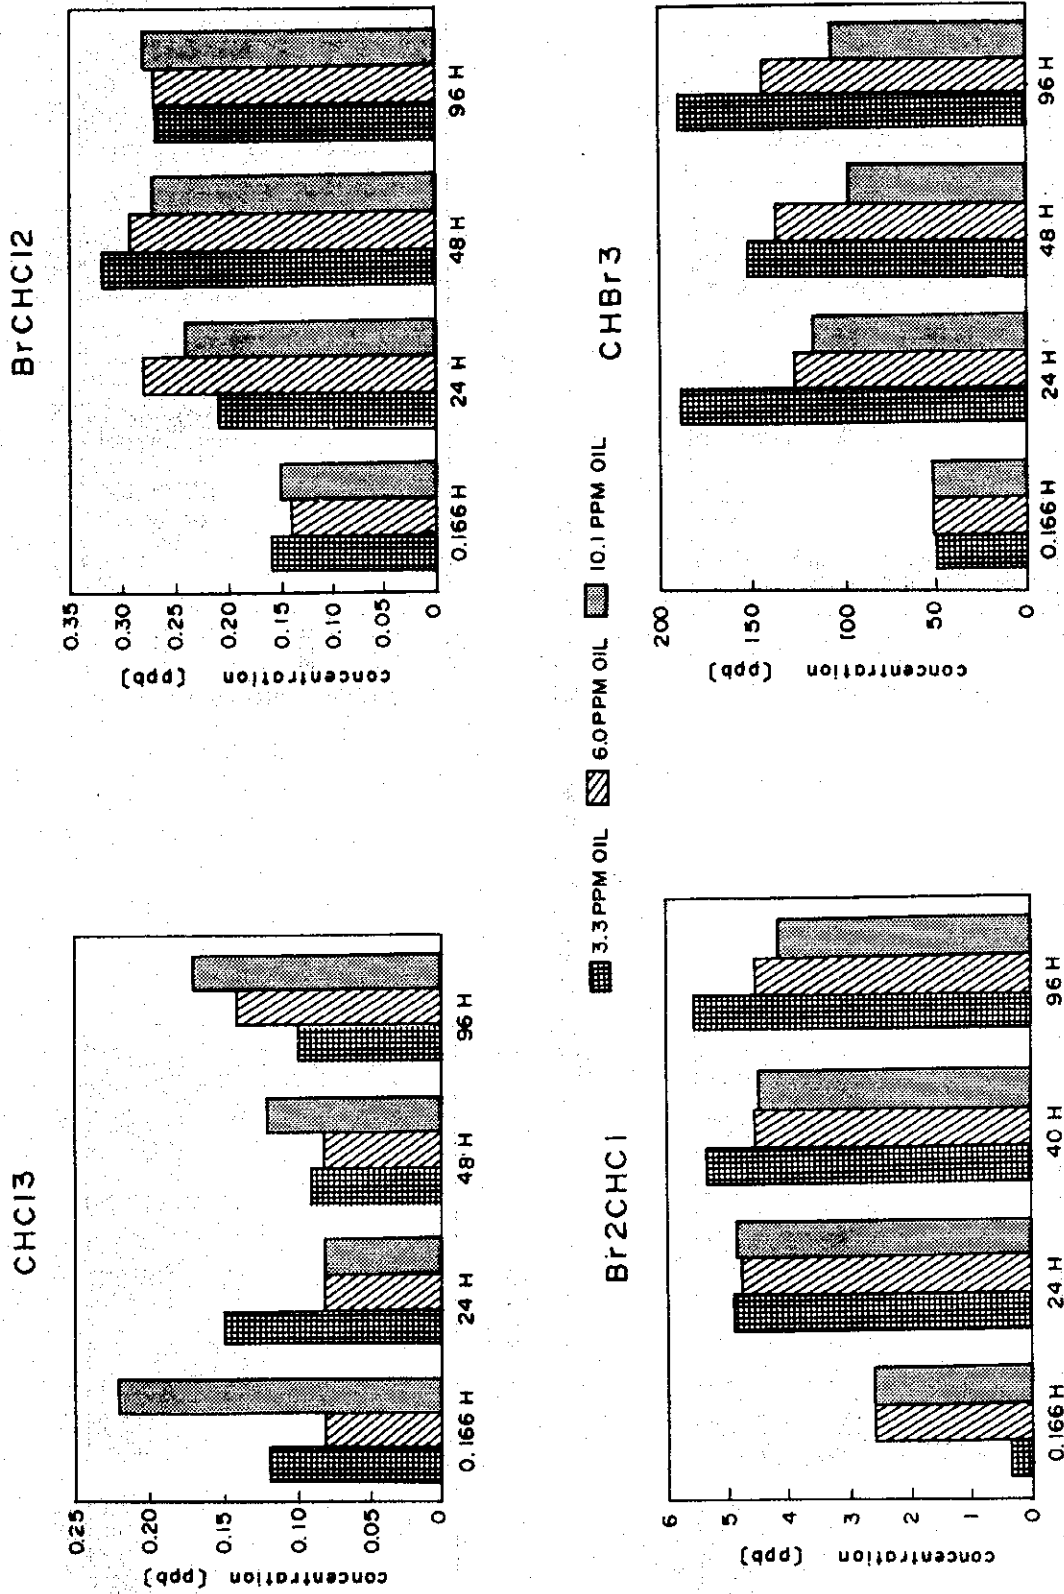 CHCl3
concentration (ppb)
0.25
0.20
0.15
0.10
0.05
0
0.166 H
24 H
48 H
96 H
BrCHCl2
concentration (ppb)
0.35
0.30
0.25
0.20
0.15
0.10
0.05
0
0.166 H
24 H
48 H
96 H
3.3 PPM OIL 6.0 PPM OIL 10.1 PPM OIL
Br2CHCl
concentration (ppb)
6
5
4
3
2
1
0
0.166 H
24 H
40 H
96 H
CHBr3
concentration (ppb)
200
150
100
50
0
0.166 H
24 H
48 H
96 H